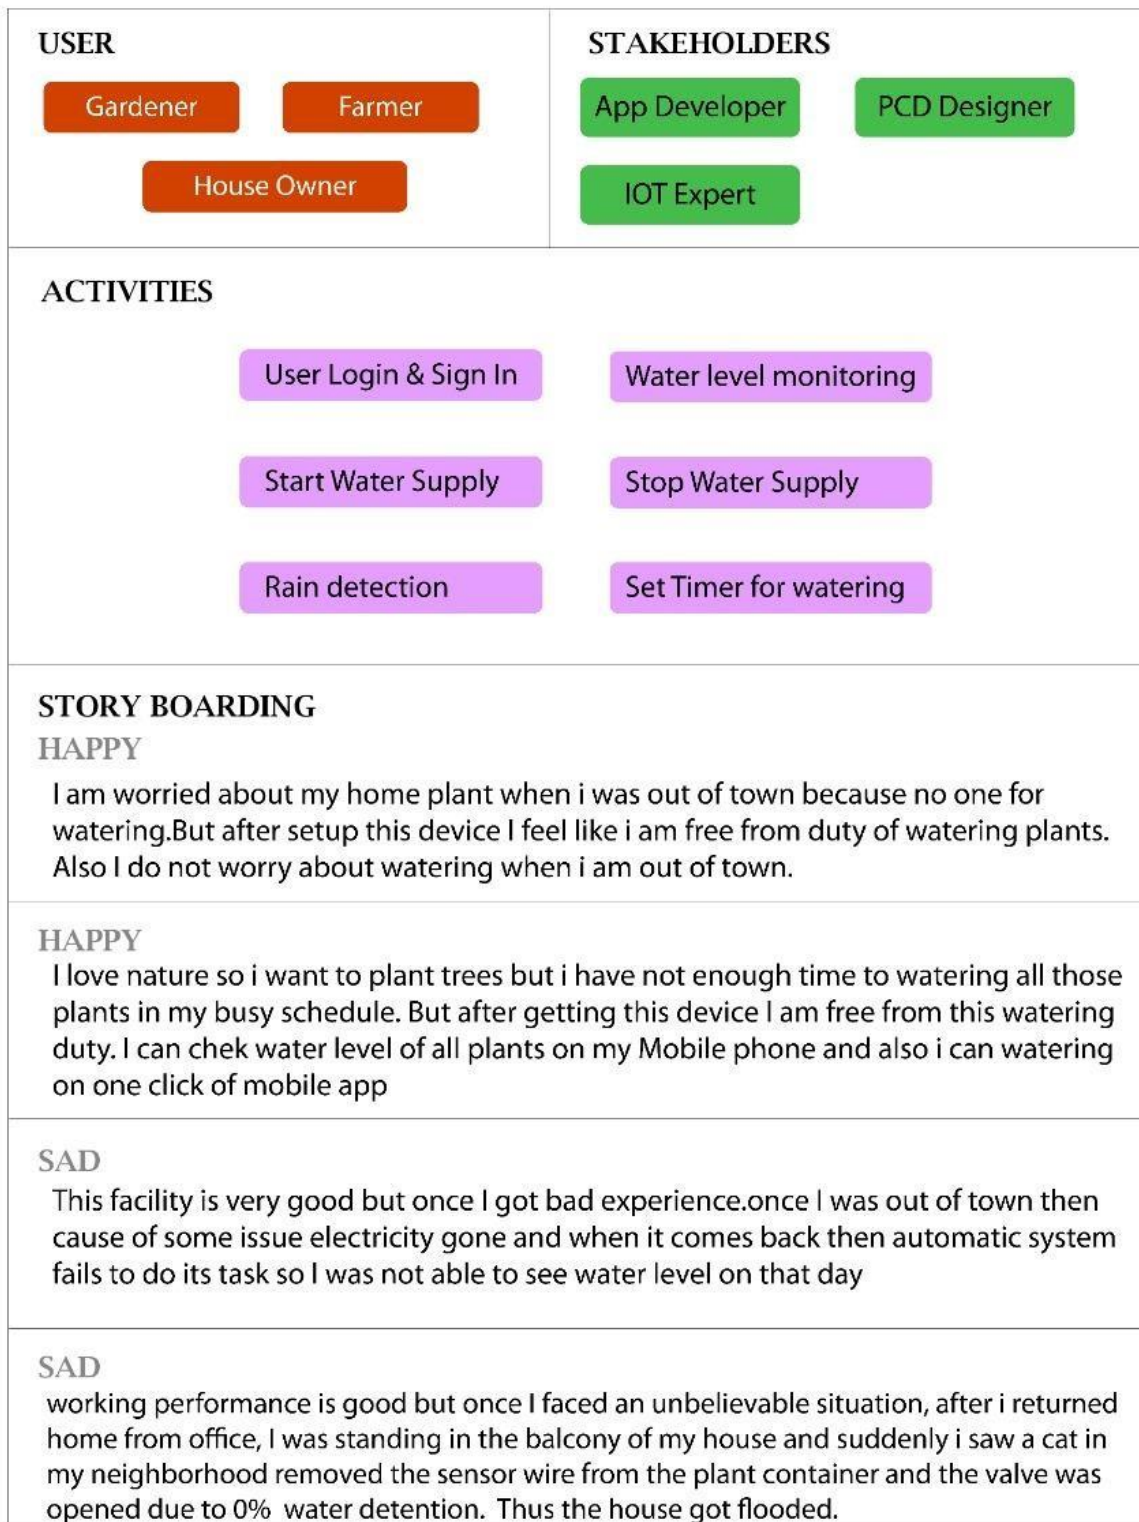 USER
Gardener
Farmer
House Owner
STAKEHOLDERS
App Developer
PCD Designer
IOT Expert
ACTIVITIES
User Login & Sign In
Water level monitoring
Start Water Supply
Stop Water Supply
Rain detection
Set Timer for watering
STORY BOARDING
HAPPY
I am worried about my home plant when i was out of town because no one for
watering.But after setup this device I feel like i am free from duty of watering plants.
Also I do not worry about watering when i am out of town.
HAPPY
I love nature so i want to plant trees but i have not enough time to watering all those
plants in my busy schedule. But after getting this device I am free from this watering
duty. I can chek water level of all plants on my Mobile phone and also i can watering
on one click of mobile app
SAD
This facility is very good but once I got bad experience.once I was out of town then
cause of some issue electricity gone and when it comes back then automatic system
fails to do its task so I was not able to see water level on that day
SAD
working performance is good but once I faced an unbelievable situation, after i returned
home from office, I was standing in the balcony of my house and suddenly i saw a cat in
my neighborhood removed the sensor wire from the plant container and the valve was
opened due to 0% water detention. Thus the house got flooded.